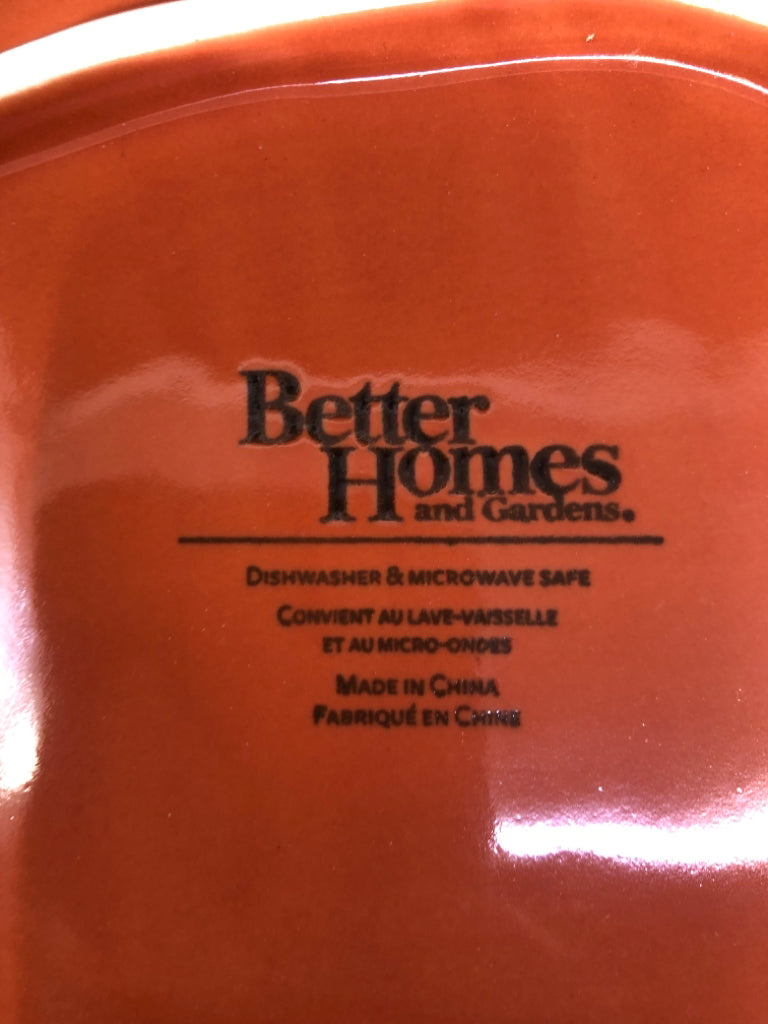 Better
Homes
and Gardens.
DISHWASHER & MICROWAVE SAFE
CONVIENT AU LAVE-VAISSELLE
ET AU MICRO-ONDES
MADE IN CHINA
FABRIQUÉ EN CHINE